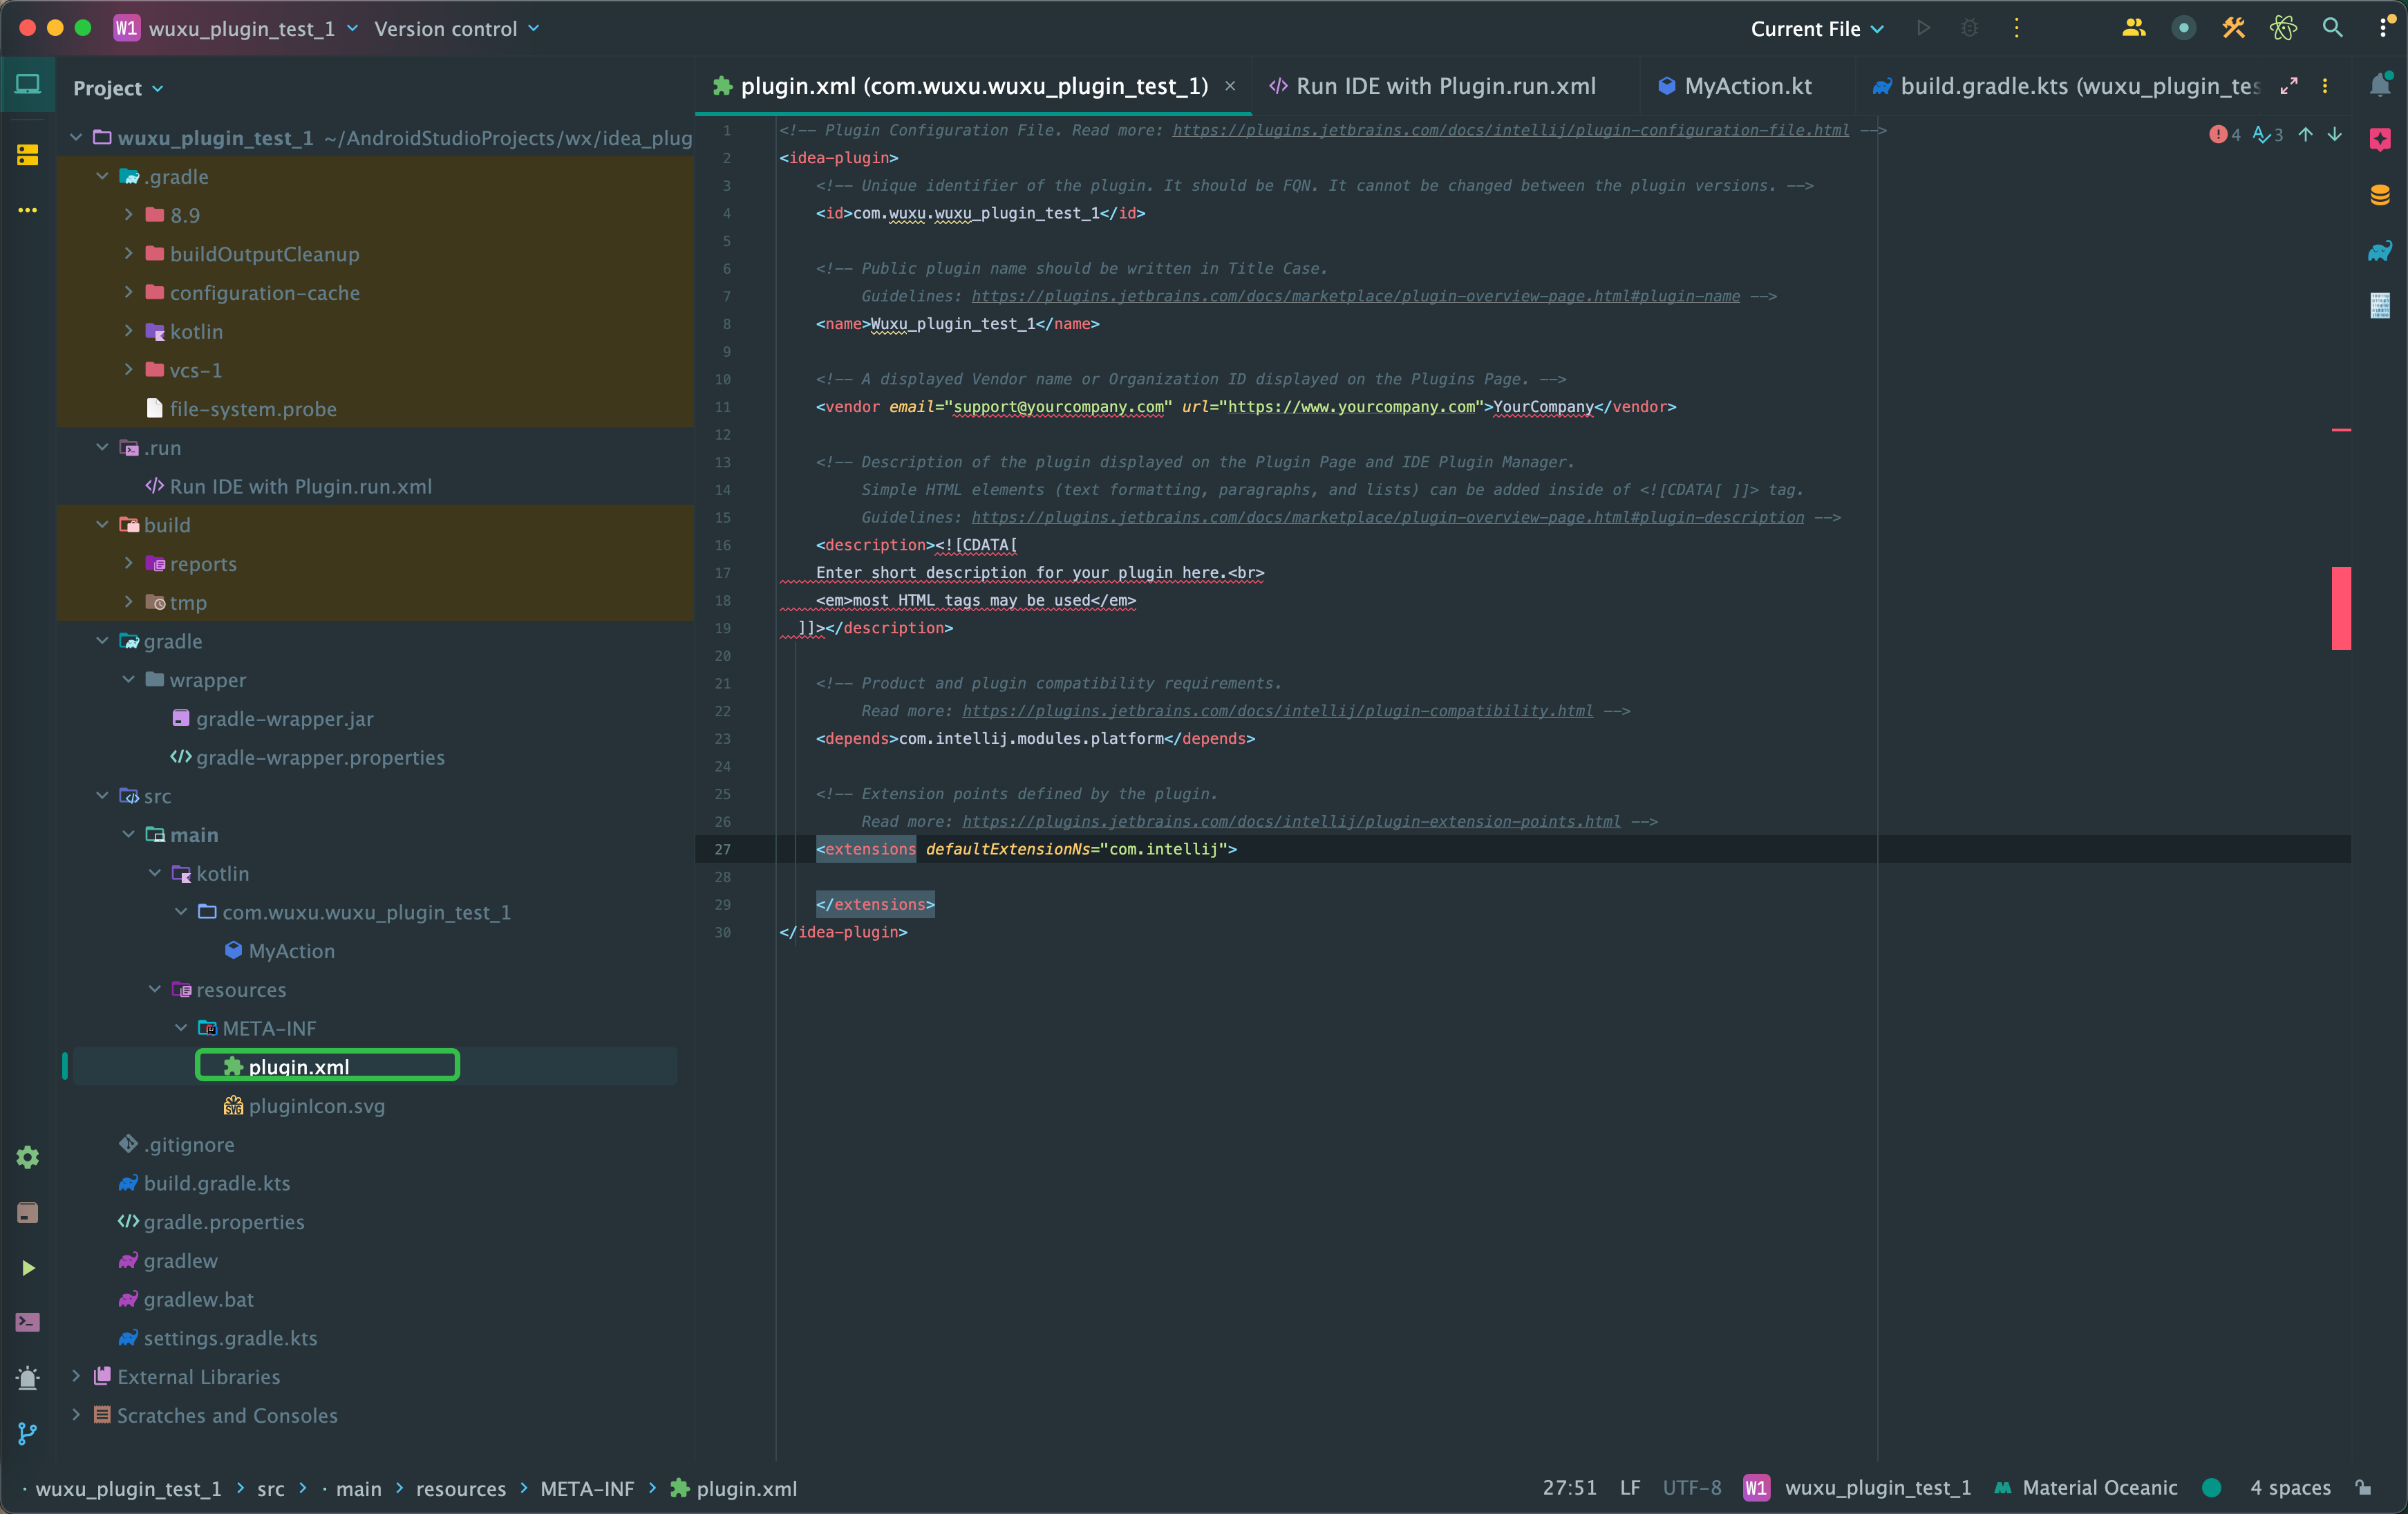 W1 wuxu_plugin_test_1 Version control Current File
Project
plugin.xml (com.wuxu.wuxu_plugin_test_1) Run IDE with Plugin.run.xml MyAction.kt build.gradle.kts (wuxu_plugin_tes
wuxu_plugin_test_1 ~/AndroidStudioProjects/wx/idea_plug
.gradle
8.9
buildOutputCleanup
configuration-cache
kotlin
vcs-1
file-system.probe
.run
Run IDE with Plugin.run.xml
build
reports
tmp
gradle
wrapper
gradle-wrapper.jar
gradle-wrapper.properties
src
main
kotlin
com.wuxu.wuxu_plugin_test_1
MyAction
resources
META-INF
plugin.xml
pluginIcon.svg
.gitignore
build.gradle.kts
gradle.properties
gradlew
gradlew.bat
settings.gradle.kts
External Libraries
Scratches and Consoles
4 3
1 <!-- Plugin Configuration File. Read more: https://plugins.jetbrains.com/docs/intellij/plugin-configuration-file.html -->
2 <idea-plugin>
3 <!-- Unique identifier of the plugin. It should be FQN. It cannot be changed between the plugin versions. -->
4 <id>com.wuxu.wuxu_plugin_test_1</id>
5
6 <!-- Public plugin name should be written in Title Case.
7 Guidelines: https://plugins.jetbrains.com/docs/marketplace/plugin-overview-page.html#plugin-name -->
8 <name>Wuxu_plugin_test_1</name>
9
10 <!-- A displayed Vendor name or Organization ID displayed on the Plugins Page. -->
11 <vendor email="support@yourcompany.com" url="https://www.yourcompany.com">YourCompany</vendor>
12
13 <!-- Description of the plugin displayed on the Plugin Page and IDE Plugin Manager.
14 Simple HTML elements (text formatting, paragraphs, and lists) can be added inside of <![CDATA[ ]]> tag.
15 Guidelines: https://plugins.jetbrains.com/docs/marketplace/plugin-overview-page.html#plugin-description -->
16 <description><![CDATA[
17 Enter short description for your plugin here.<br>
18 <em>most HTML tags may be used</em>
19 ]]></description>
20
21 <!-- Product and plugin compatibility requirements.
22 Read more: https://plugins.jetbrains.com/docs/intellij/plugin-compatibility.html -->
23 <depends>com.intellij.modules.platform</depends>
24
25 <!-- Extension points defined by the plugin.
26 Read more: https://plugins.jetbrains.com/docs/intellij/plugin-extension-points.html -->
27 <extensions defaultExtensionNs="com.intellij">
28
29 </extensions>
30 </idea-plugin>
wuxu_plugin_test_1 > src > main > resources > META-INF > plugin.xml 27:51 LF UTF-8 W1 wuxu_plugin_test_1 Material Oceanic 4 spaces